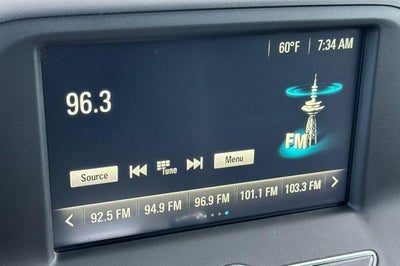 60°F 7:34 AM
96.3
FM
Source Tune Menu
92.5 FM 94.9 FM 96.9 FM 101.1 FM 103.3 FM